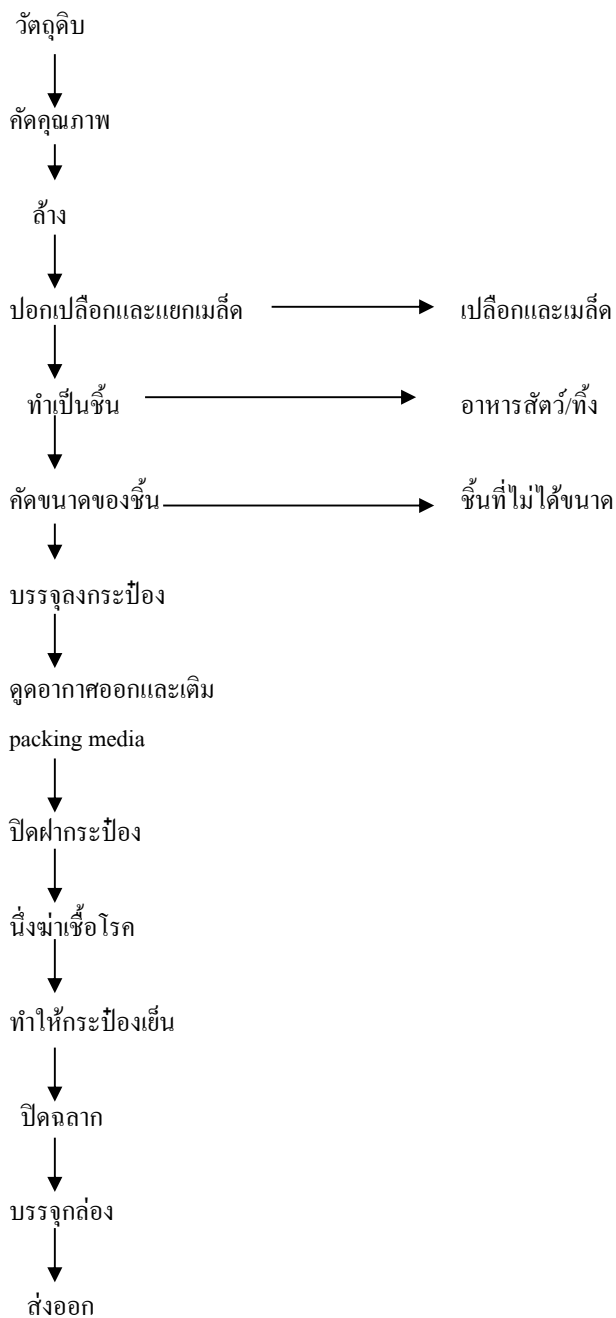 วัตถุดิบ
คัดคุณภาพ
ล้าง
ปอกเปลือกและแยกเมล็ด เปลือกและเมล็ด
ทำเป็นชิ้น อาหารสัตว์/ทิ้ง
คัดขนาดของชิ้น ชิ้นที่ไม่ได้ขนาด
บรรจุลงกระป๋อง
ดูดอากาศออกและเติม
packing media
ปิดฝากระป๋อง
นึ่งฆ่าเชื้อโรค
ทำให้กระป๋องเย็น
ปิดฉลาก
บรรจุกล่อง
ส่งออก